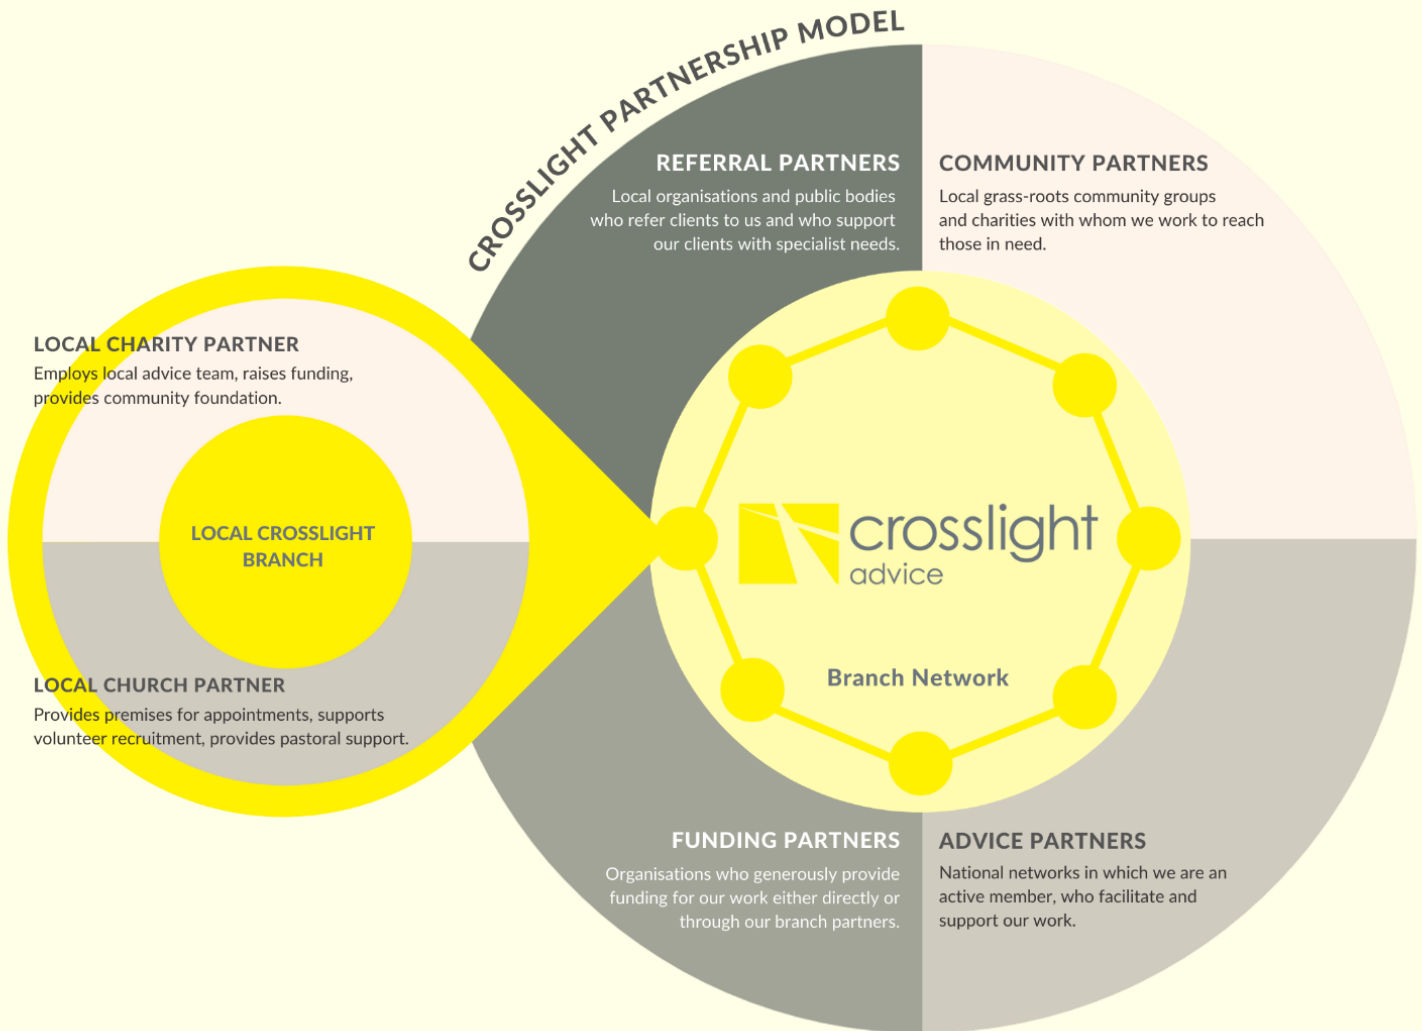 CROSSLIGHT PARTNERSHIP MODEL
REFERRAL PARTNERS
Local organisations and public bodies
who refer clients to us and who support
our clients with specialist needs.
COMMUNITY PARTNERS
Local grass-roots community groups
and charities with whom we work to reach
those in need.
LOCAL CHARITY PARTNER
Employs local advice team, raises funding,
provides community foundation.
LOCAL CROSSLIGHT
BRANCH
LOCAL CHURCH PARTNER
Provides premises for appointments, supports
volunteer recruitment, provides pastoral support.
crosslight
advice
Branch Network
FUNDING PARTNERS
Organisations who generously provide
funding for our work either directly or
through our branch partners.
ADVICE PARTNERS
National networks in which we are an
active member, who facilitate and
support our work.